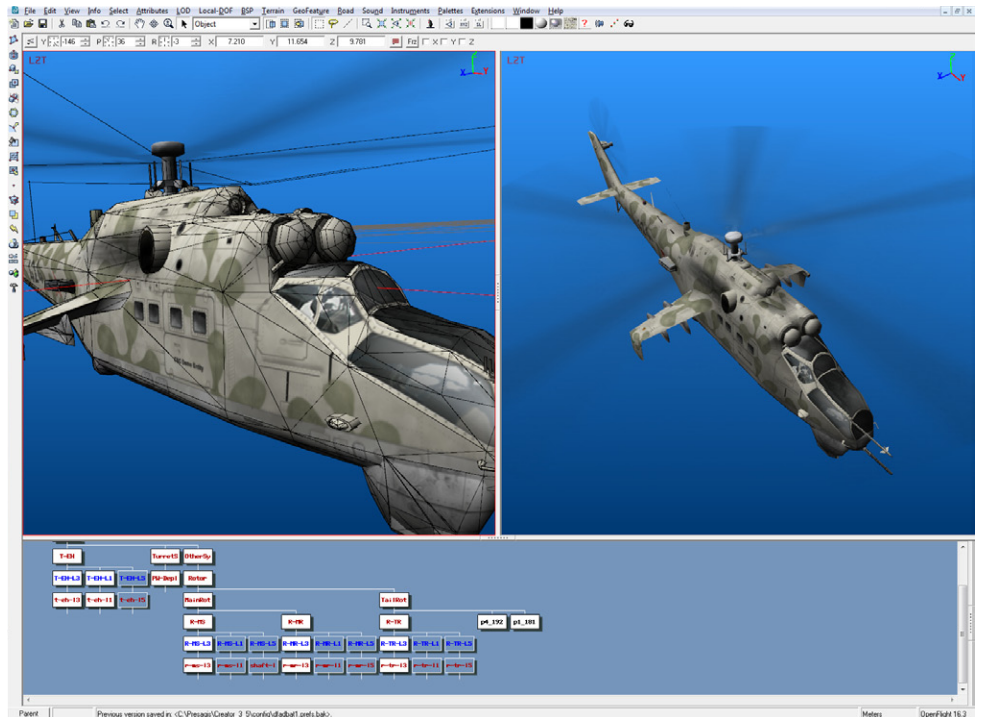 File Edit View Info Select Attributes LOD Local-DOF BSP Terrain GeoFeature Road Sound Instruments Palettes Extensions Window Help
Object
Y -146 P 36 R -3 X 7.210 Y 11.654 Z 9.781 Frz X Y Z
L2T
X Y
L2T
X Y
T-EH TurretS OtherSy
T-EH-L3 T-EH-L1 T-EH-L5 MW-Depl Rotor
t-eh-l3 t-eh-l1 t-eh-l5 MainRot TailRot
R-MS R-MR R-TR p4_192 p1_181
R-MS-L3 R-MS-L1 R-MS-L5 R-MR-L3 R-MR-L1 R-MR-L5 R-TR-L3 R-TR-L1 R-TR-L5
r-ms-l3 r-ms-l1 shaft-l r-mr-l3 r-mr-l1 r-mr-l5 r-tr-l3 r-tr-l1 r-tr-l5
Parent Previous version saved in: <C:\Presagis\Creator_3_5\config\dfadbat1.prefs.bak>. Meters OpenFlight 16.3